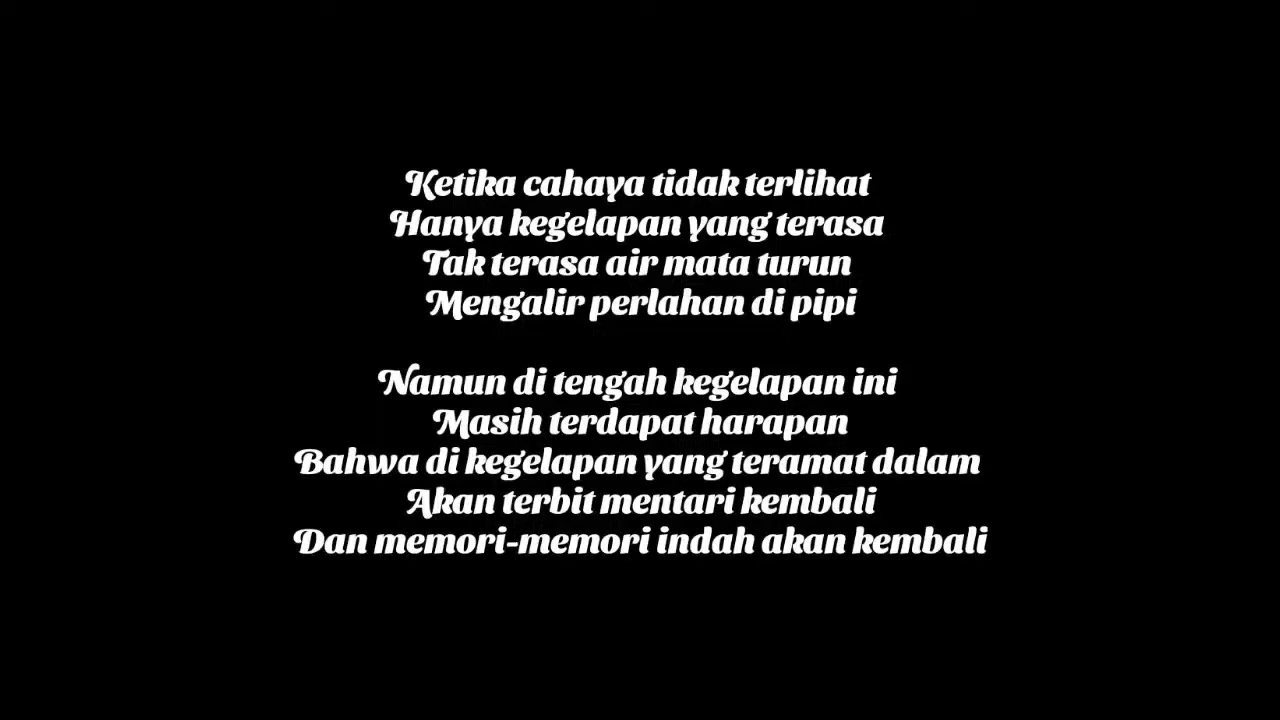 Ketika cahaya tidak terlihat
Hanya kegelapan yang terasa
Tak terasa air mata turun
Mengalir perlahan di pipi
Namun di tengah kegelapan ini
Masih terdapat harapan
Bahwa di kegelapan yang teramat dalam
Akan terbit mentari kembali
Dan memori-memori indah akan kembali